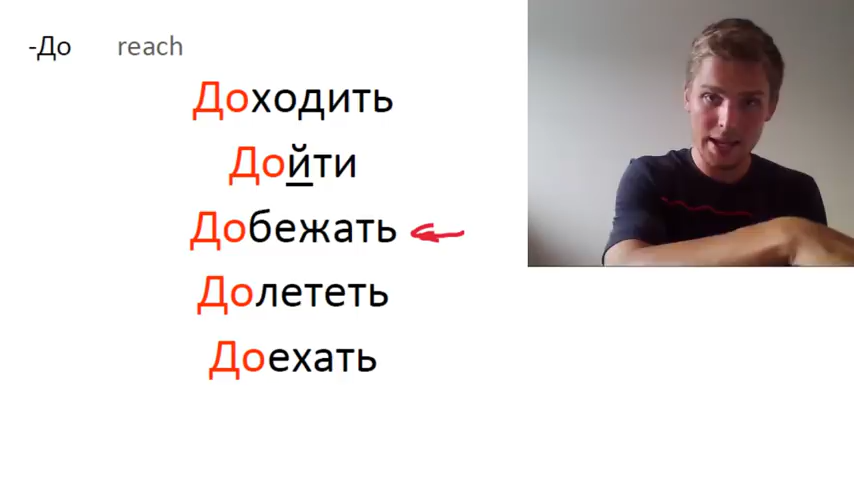 -До reach
Доходить
Дойти
Добежать
Долететь
Доехать